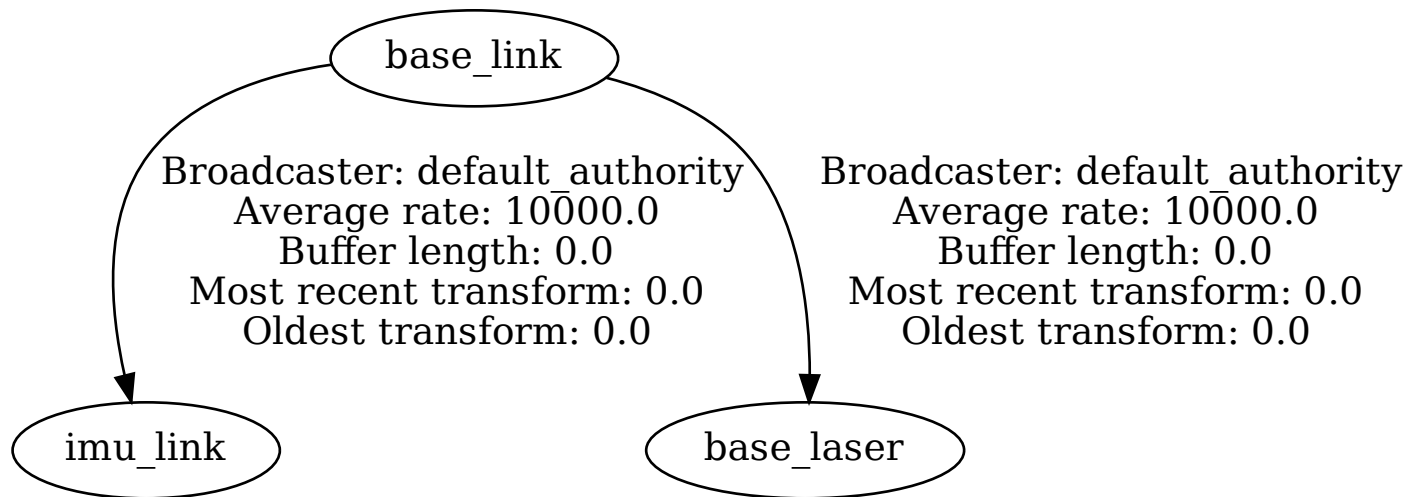 base_link
Broadcaster: default_authority
Average rate: 10000.0
Buffer length: 0.0
Most recent transform: 0.0
Oldest transform: 0.0
Broadcaster: default_authority
Average rate: 10000.0
Buffer length: 0.0
Most recent transform: 0.0
Oldest transform: 0.0
imu_link
base_laser